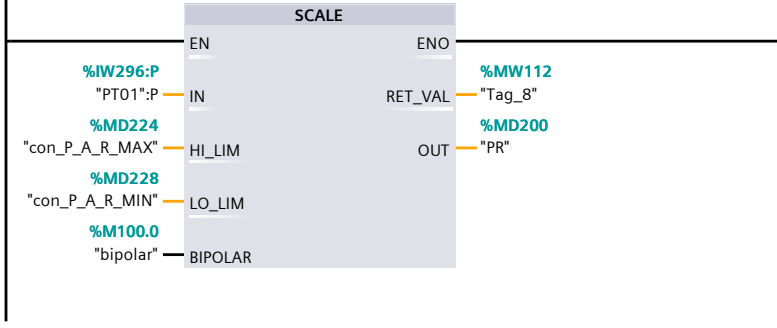 SCALE
EN ENO
%IW296:P %MW112
"PT01":P IN RET_VAL "Tag_8"
%MD224 %MD200
"con_P_A_R_MAX" HI_LIM OUT "PR"
%MD228
"con_P_A_R_MIN" LO_LIM
%M100.0
"bipolar" BIPOLAR